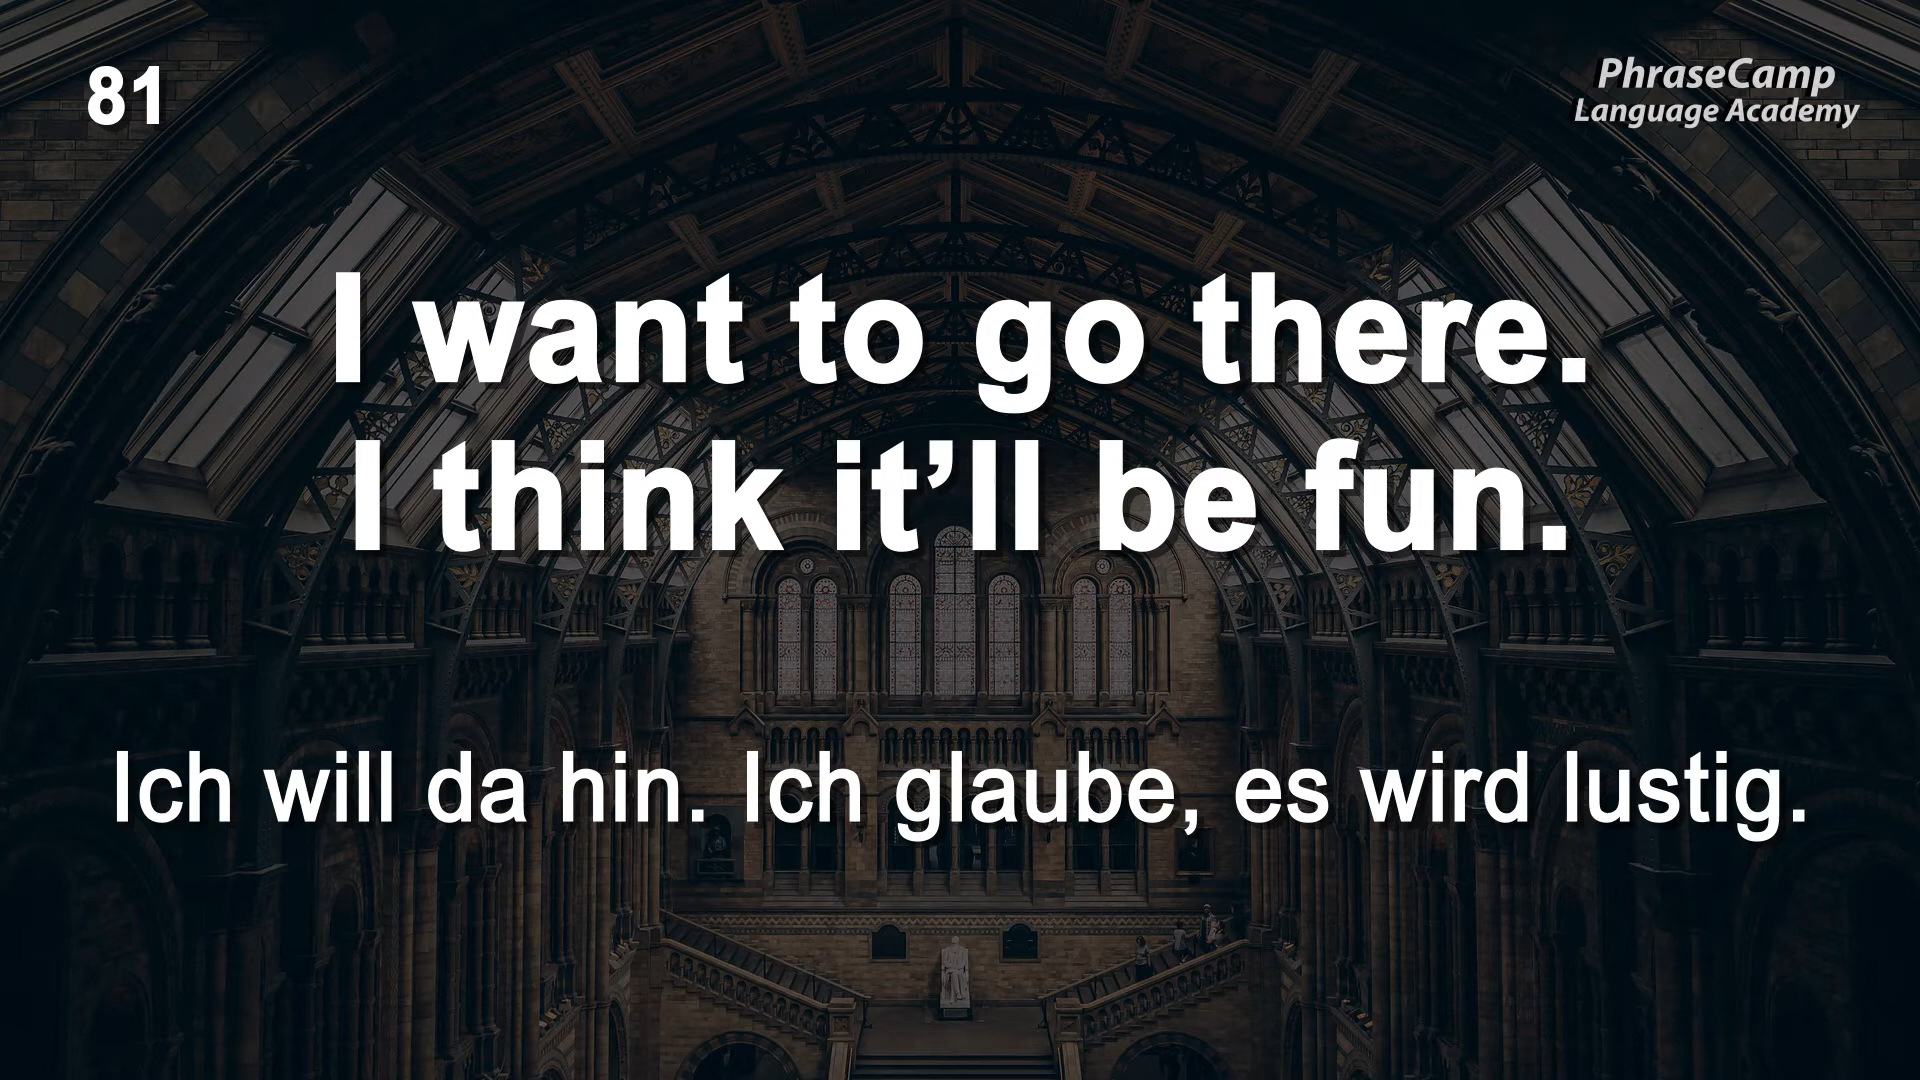 81
PhraseCamp
Language Academy
I want to go there.
I think it’ll be fun.
Ich will da hin. Ich glaube, es wird lustig.